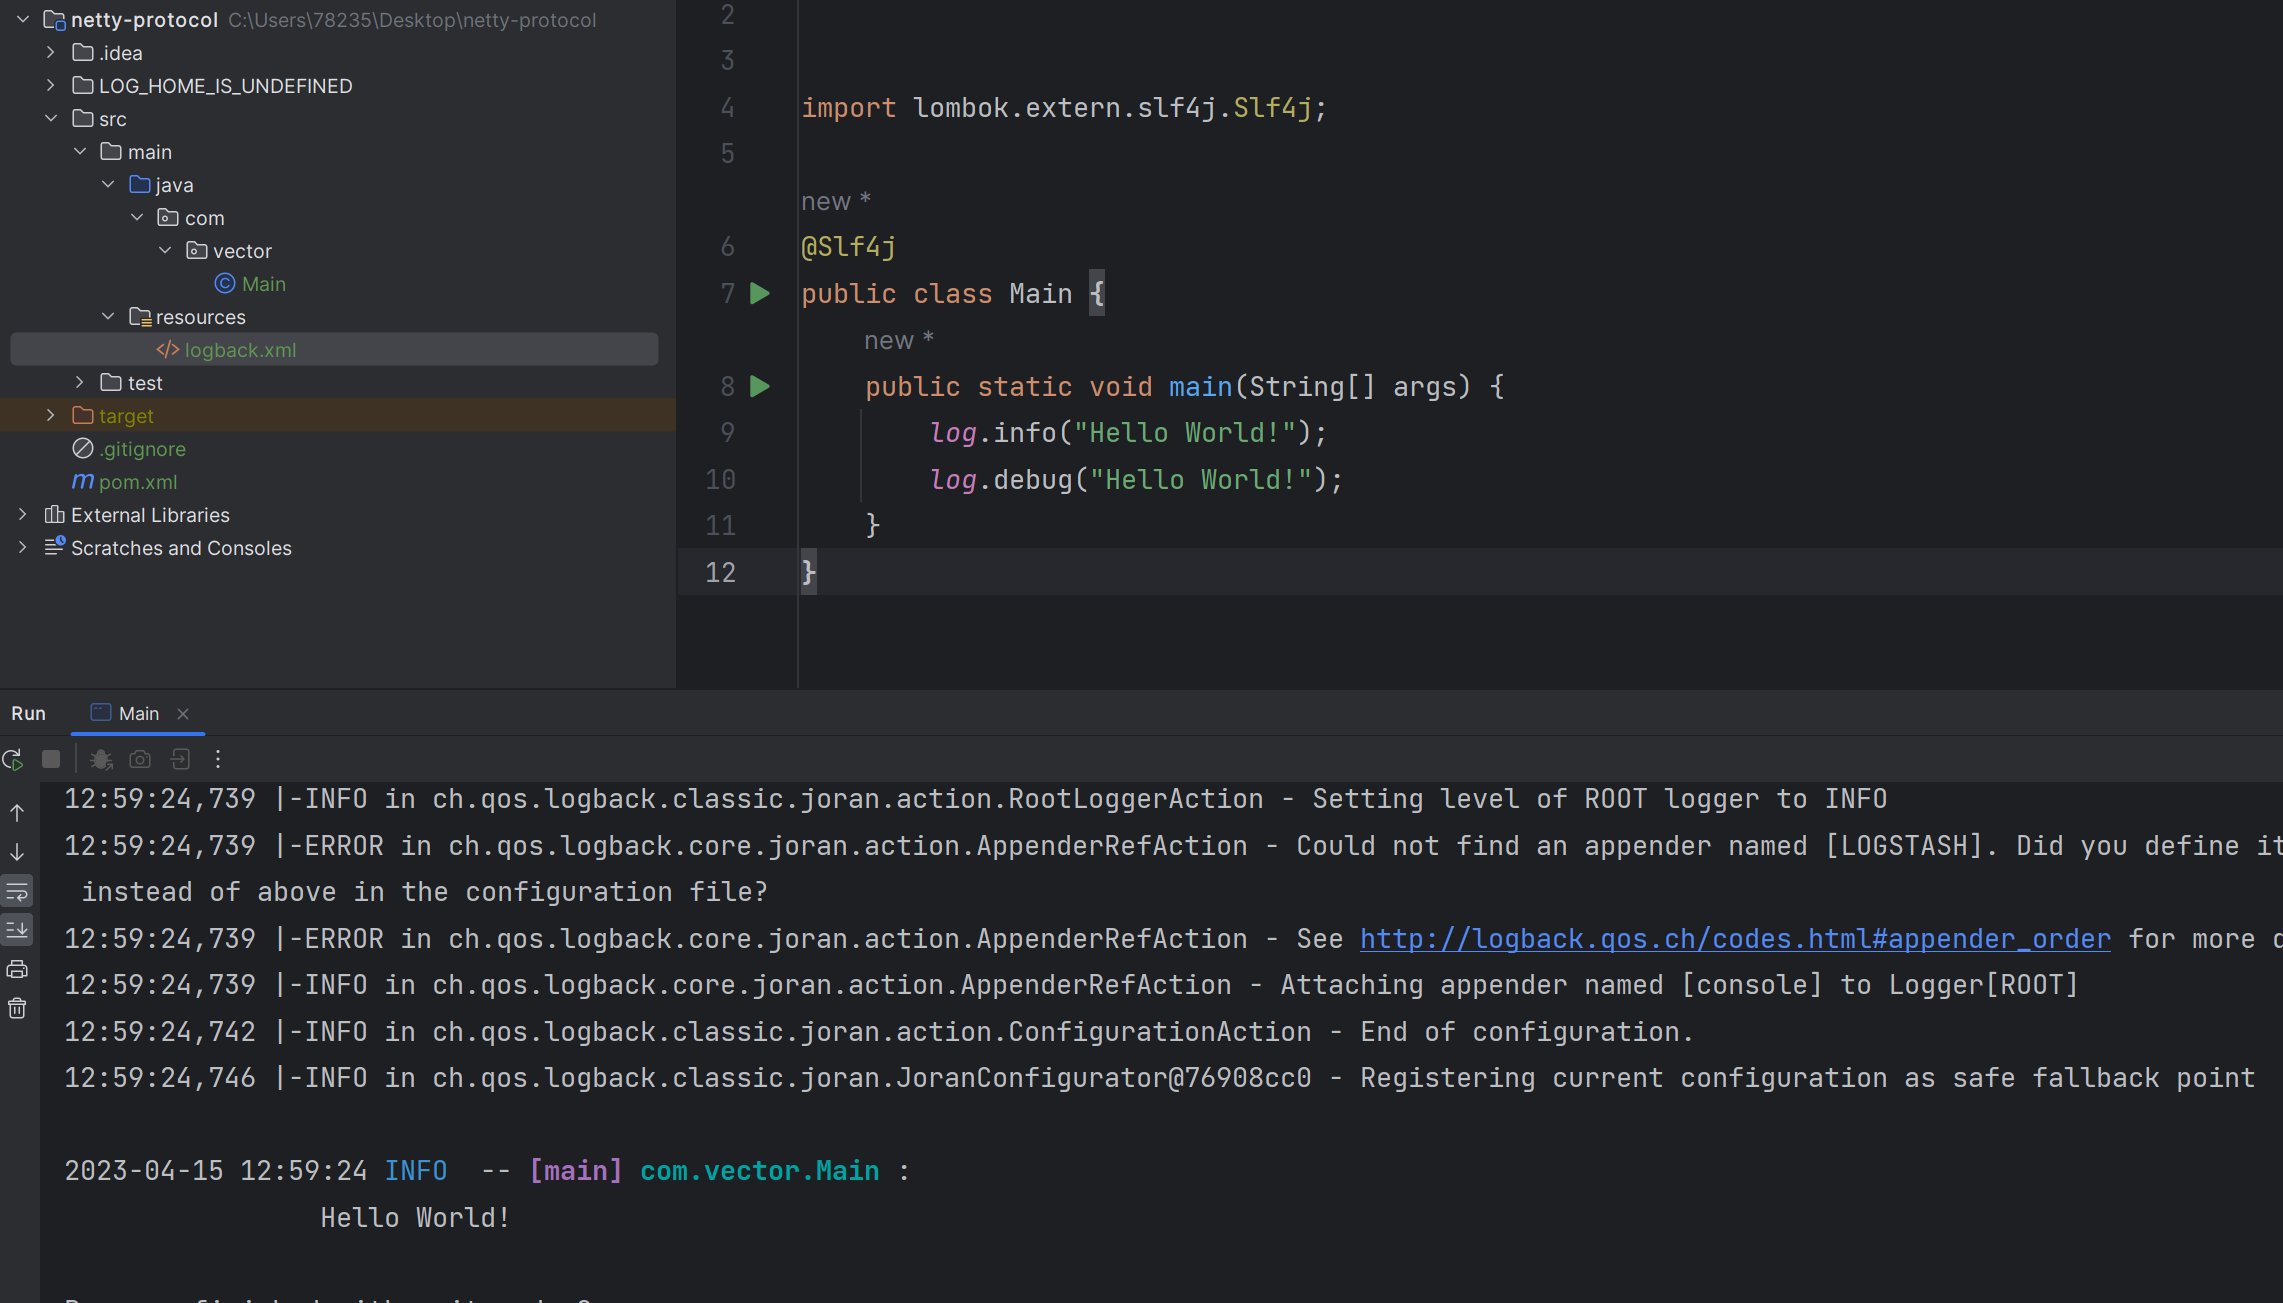 netty-protocol C:\Users\78235\Desktop\netty-protocol
.idea
LOG_HOME_IS_UNDEFINED
src
main
java
com
vector
Main
resources
logback.xml
test
target
.gitignore
pom.xml
External Libraries
Scratches and Consoles
2
3
4 import lombok.extern.slf4j.Slf4j;
5
new *
6 @Slf4j
7 public class Main {
new *
8 public static void main(String[] args) {
9 log.info("Hello World!");
10 log.debug("Hello World!");
11 }
12 }
Run Main
12:59:24,739 |-INFO in ch.qos.logback.classic.joran.action.RootLoggerAction - Setting level of ROOT logger to INFO
12:59:24,739 |-ERROR in ch.qos.logback.core.joran.action.AppenderRefAction - Could not find an appender named [LOGSTASH]. Did you define it
instead of above in the configuration file?
12:59:24,739 |-ERROR in ch.qos.logback.core.joran.action.AppenderRefAction - See http://logback.qos.ch/codes.html#appender_order for more
12:59:24,739 |-INFO in ch.qos.logback.core.joran.action.AppenderRefAction - Attaching appender named [console] to Logger[ROOT]
12:59:24,742 |-INFO in ch.qos.logback.classic.joran.action.ConfigurationAction - End of configuration.
12:59:24,746 |-INFO in ch.qos.logback.classic.joran.JoranConfigurator@76908cc0 - Registering current configuration as safe fallback point
2023-04-15 12:59:24 INFO -- [main] com.vector.Main :
Hello World!